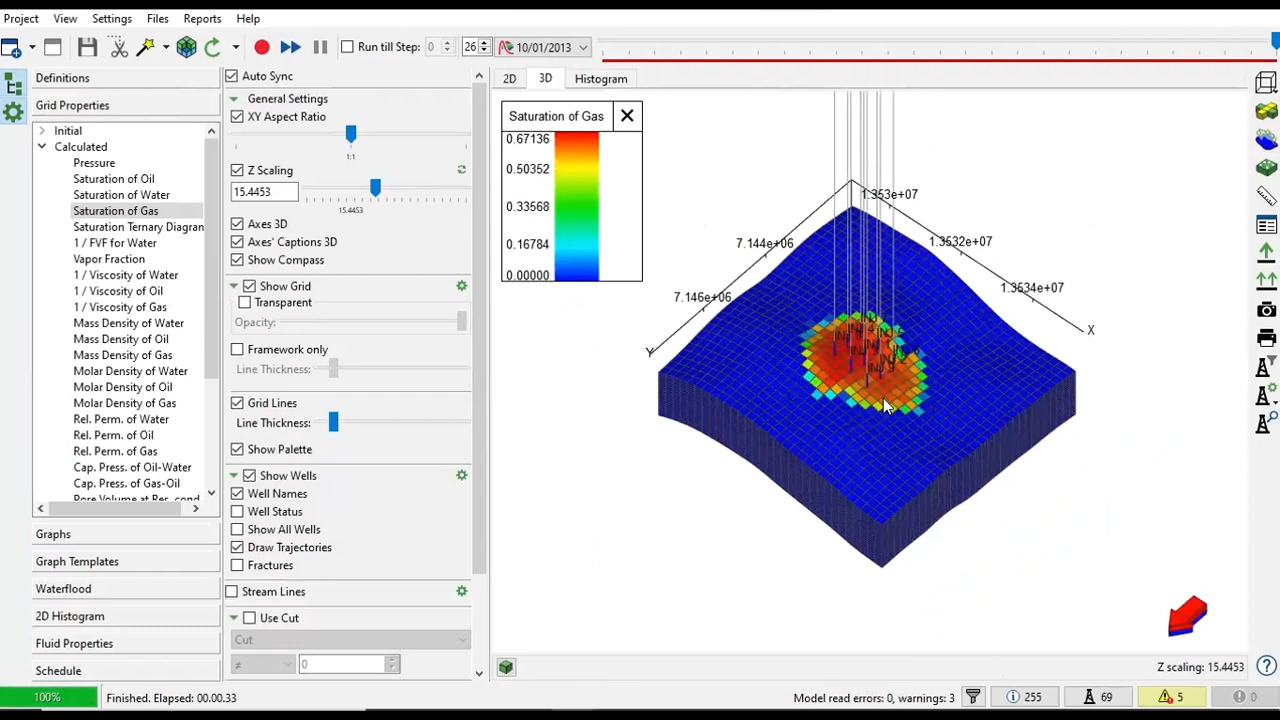 Project View Settings Files Reports Help
Run till Step: 0 26 10/01/2013
Definitions
Grid Properties
Initial
Calculated
Pressure
Saturation of Oil
Saturation of Water
Saturation of Gas
Saturation Ternary Diagran
1 / FVF for Water
Vapor Fraction
1 / Viscosity of Water
1 / Viscosity of Oil
1 / Viscosity of Gas
Mass Density of Water
Mass Density of Oil
Mass Density of Gas
Molar Density of Water
Molar Density of Oil
Molar Density of Gas
Rel. Perm. of Water
Rel. Perm. of Oil
Rel. Perm. of Gas
Cap. Press. of Oil-Water
Cap. Press. of Gas-Oil
Pore Volume at Res. cond
Graphs
Graph Templates
Waterflood
2D Histogram
Fluid Properties
Schedule
Auto Sync
General Settings
XY Aspect Ratio
1:1
Z Scaling
15.4453
15.4453
Axes 3D
Axes' Captions 3D
Show Compass
Show Grid
Transparent
Opacity:
Framework only
Line Thickness:
Grid Lines
Line Thickness:
Show Palette
Show Wells
Well Names
Well Status
Show All Wells
Draw Trajectories
Fractures
Stream Lines
Use Cut
Cut
≠ 0
2D 3D Histogram
Saturation of Gas
0.67136
0.50352
0.33568
0.16784
0.00000
1.353e+07
7.144e+06
1.3532e+07
7.146e+06
1.3534e+07
X
Y
Z scaling: 15.4453
100% Finished. Elapsed: 00.00.33 Model read errors: 0, warnings: 3 255 69 5 0